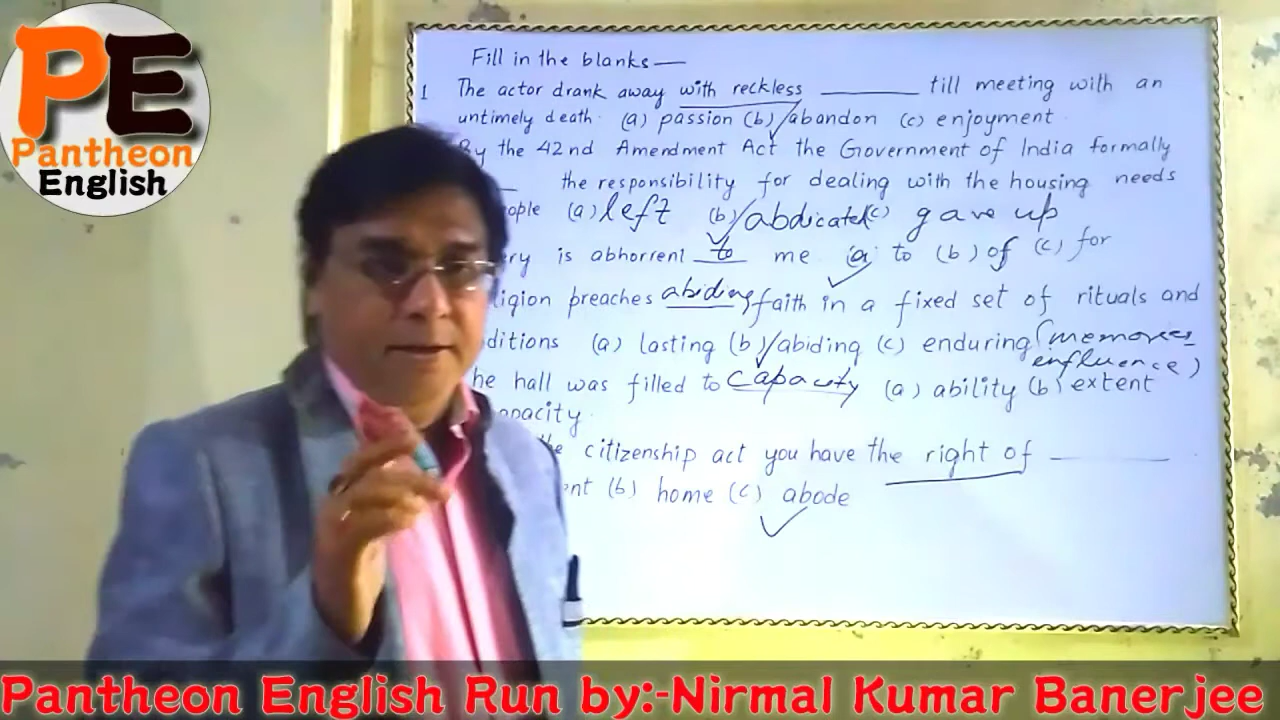 PE
Pantheon
English
Fill in the blanks—
1 The actor drank away with reckless ______ till meeting with an
untimely death. (a) passion (b) abandon (c) enjoyment.
By the 42nd Amendment Act the Government of India formally
__ the responsibility for dealing with the housing needs
(a) left (b) abdicated (c) gave up
is abhorrent to me (a) to (b) of (c) for
preaches abiding faith in a fixed set of rituals and
(a) lasting (b) abiding (c) enduring (memories
influence)
hall was filled to capacity (a) ability (b) extent
citizenship act you have the right of ______
(b) home (c) abode
Pantheon English Run by:-Nirmal Kumar Banerjee